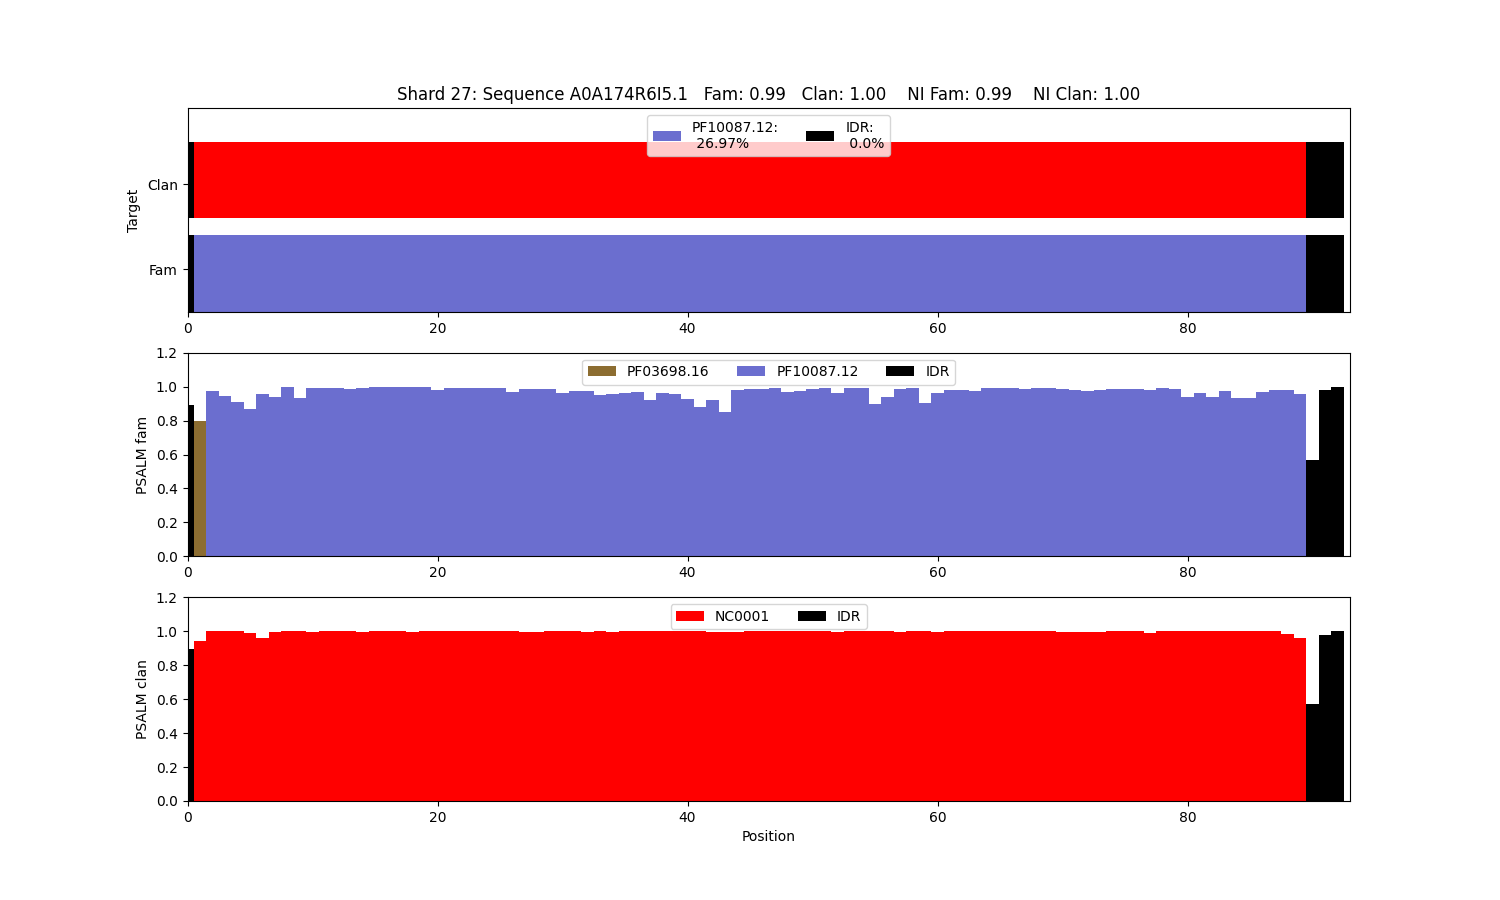 Shard 27: Sequence A0A174R6I5.1   Fam: 0.99   Clan: 1.00    NI Fam: 0.99    NI Clan: 1.00
PF10087.12:
26.97%
IDR:
0.0%
Target
Clan
Fam
0 20 40 60 80
PF03698.16 PF10087.12 IDR
PSALM fam
1.2
1.0
0.8
0.6
0.4
0.2
0.0
0 20 40 60 80
NC0001 IDR
PSALM clan
1.2
1.0
0.8
0.6
0.4
0.2
0.0
0 20 40 60 80
Position